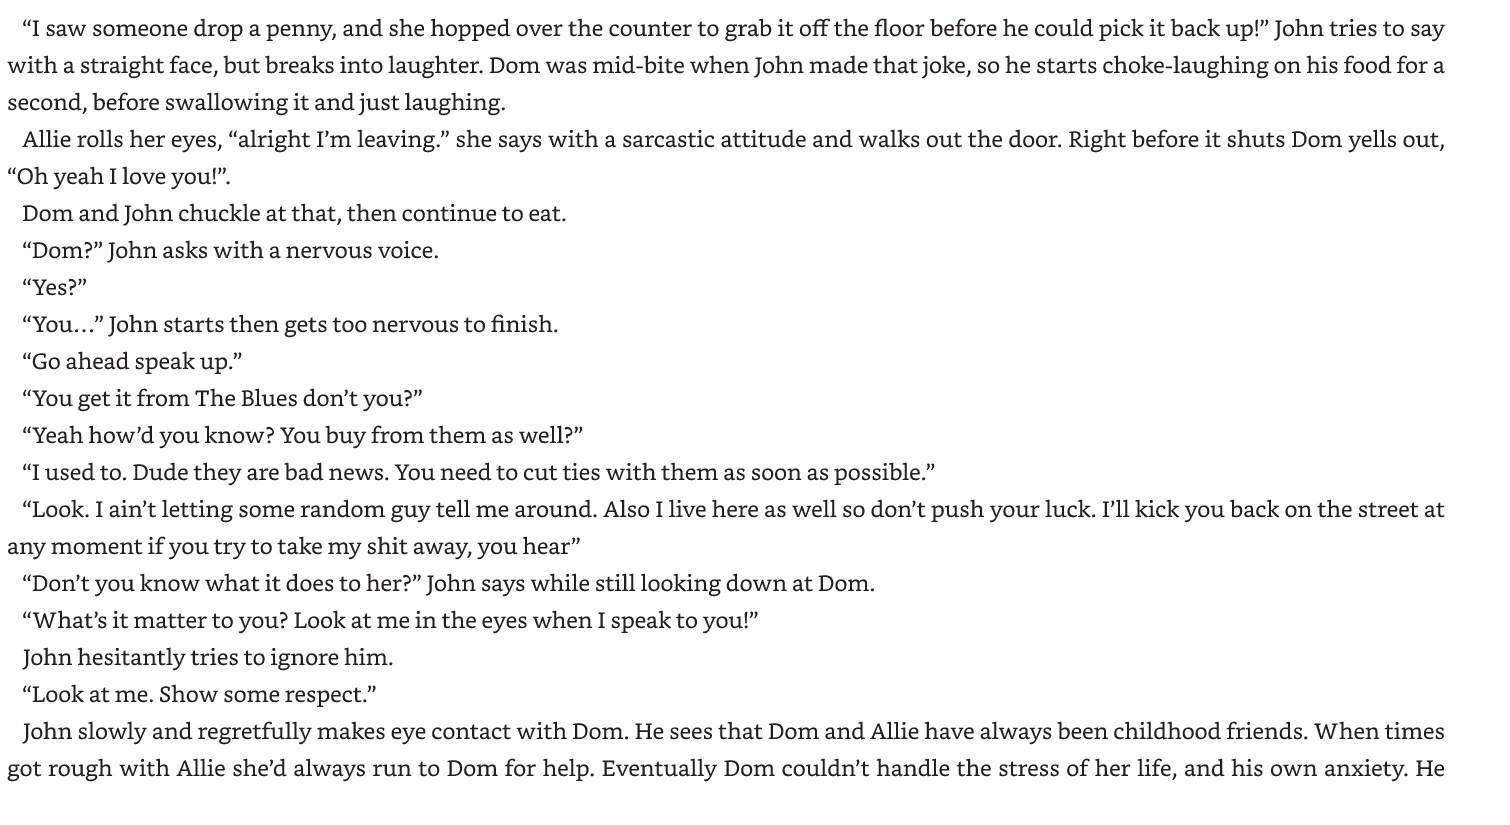 “I saw someone drop a penny, and she hopped over the counter to grab it off the floor before he could pick it back up!” John tries to say
with a straight face, but breaks into laughter. Dom was mid-bite when John made that joke, so he starts choke-laughing on his food for a
second, before swallowing it and just laughing.
Allie rolls her eyes, “alright I’m leaving.” she says with a sarcastic attitude and walks out the door. Right before it shuts Dom yells out,
“Oh yeah I love you!”.
Dom and John chuckle at that, then continue to eat.
“Dom?” John asks with a nervous voice.
“Yes?”
“You…” John starts then gets too nervous to finish.
“Go ahead speak up.”
“You get it from The Blues don’t you?”
“Yeah how’d you know? You buy from them as well?”
“I used to. Dude they are bad news. You need to cut ties with them as soon as possible.”
“Look. I ain’t letting some random guy tell me around. Also I live here as well so don’t push your luck. I’ll kick you back on the street at
any moment if you try to take my shit away, you hear”
“Don’t you know what it does to her?” John says while still looking down at Dom.
“What’s it matter to you? Look at me in the eyes when I speak to you!”
John hesitantly tries to ignore him.
“Look at me. Show some respect.”
John slowly and regretfully makes eye contact with Dom. He sees that Dom and Allie have always been childhood friends. When times
got rough with Allie she’d always run to Dom for help. Eventually Dom couldn’t handle the stress of her life, and his own anxiety. He